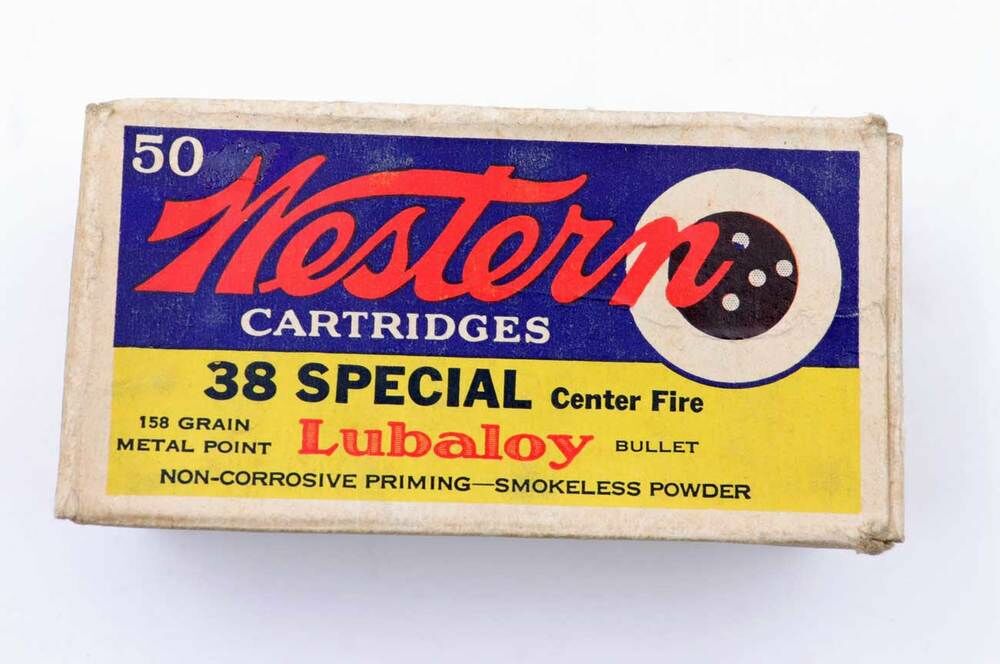 50
Western
CARTRIDGES
38 SPECIAL Center Fire
158 GRAIN
METAL POINT Lubaloy BULLET
NON-CORROSIVE PRIMING—SMOKELESS POWDER